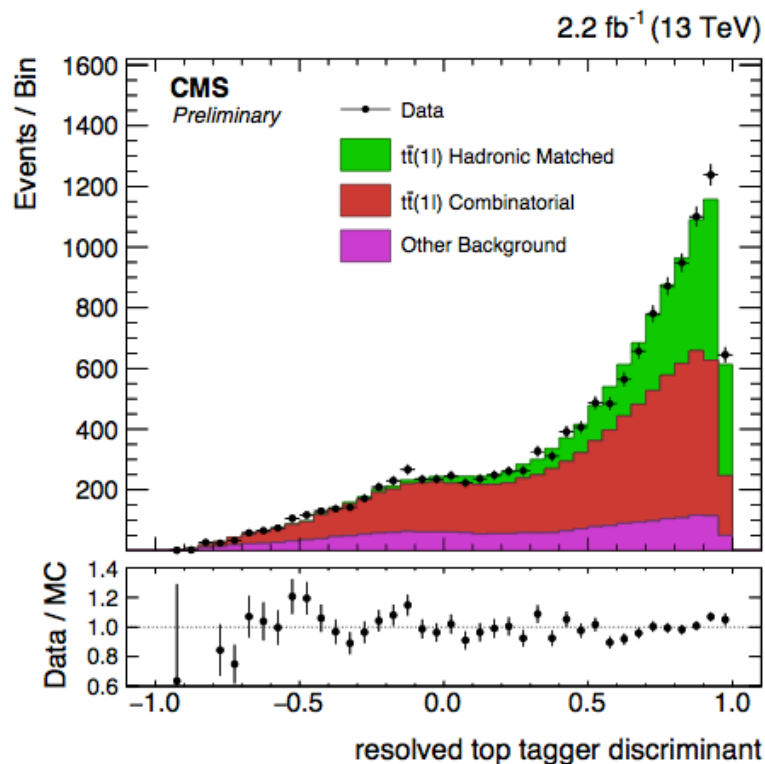 2.2 fb⁻¹ (13 TeV)
Events / Bin
1600
1400
1200
1000
800
600
400
200
CMS
Preliminary
Data
tt̄(1l) Hadronic Matched
tt̄(1l) Combinatorial
Other Background
Data / MC
1.4
1.2
1.0
0.8
0.6
−1.0 −0.5 0.0 0.5 1.0
resolved top tagger discriminant